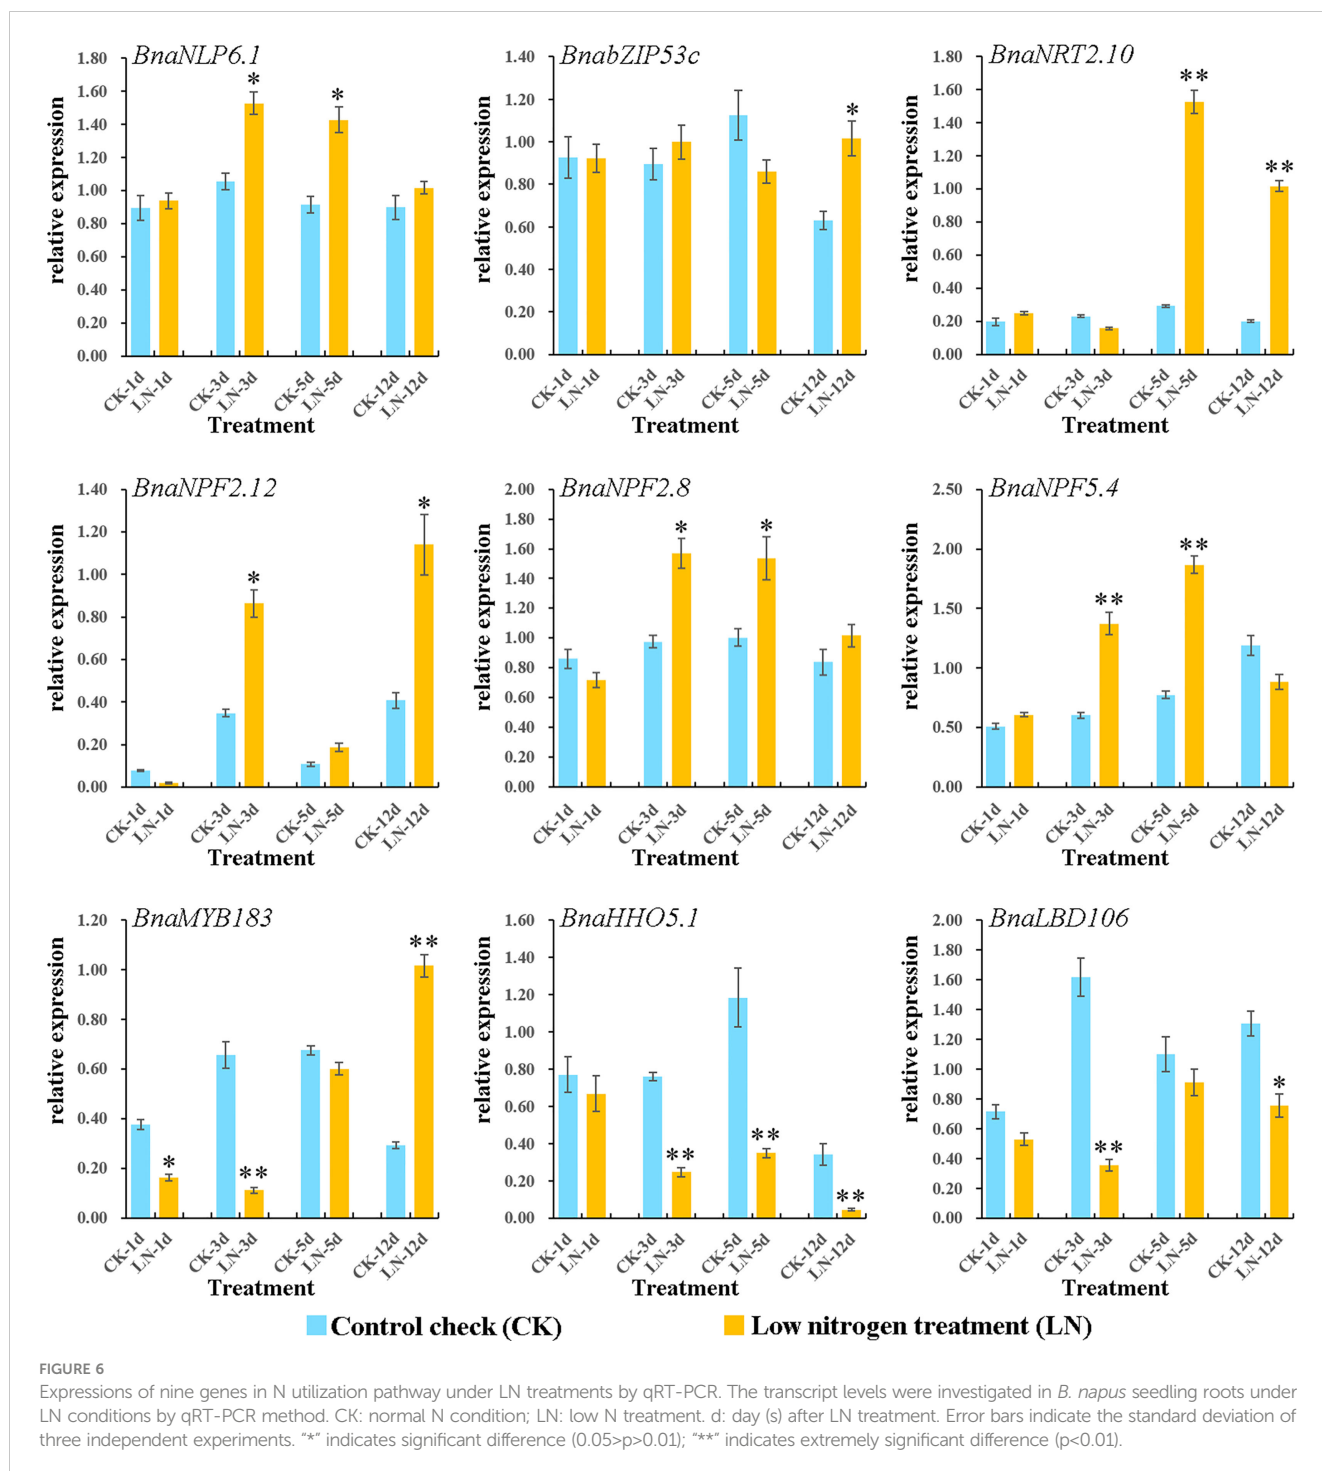 BnaNLP6.1
relative expression
1.80
1.60
1.40
1.20
1.00
0.80
0.60
0.40
0.20
0.00
* *
CK-1d LN-1d CK-3d LN-3d CK-5d LN-5d CK-12d LN-12d
Treatment
BnabZIP53c
relative expression
1.40
1.20
1.00
0.80
0.60
0.40
0.20
0.00
*
CK-1d LN-1d CK-3d LN-3d CK-5d LN-5d CK-12d LN-12d
Treatment
BnaNRT2.10
relative expression
1.80
1.60
1.40
1.20
1.00
0.80
0.60
0.40
0.20
0.00
** **
CK-1d LN-1d CK-3d LN-3d CK-5d LN-5d CK-12d LN-12d
Treatment
BnaNPF2.12
relative expression
1.40
1.20
1.00
0.80
0.60
0.40
0.20
0.00
* *
CK-1d LN-1d CK-3d LN-3d CK-5d LN-5d CK-12d LN-12d
Treatment
BnaNPF2.8
relative expression
2.00
1.80
1.60
1.40
1.20
1.00
0.80
0.60
0.40
0.20
0.00
* *
CK-1d LN-1d CK-3d LN-3d CK-5d LN-5d CK-12d LN-12d
Treatment
BnaNPF5.4
relative expression
2.50
2.00
1.50
1.00
0.50
0.00
** **
CK-1d LN-1d CK-3d LN-3d CK-5d LN-5d CK-12d LN-12d
Treatment
BnaMYB183
relative expression
1.20
1.00
0.80
0.60
0.40
0.20
0.00
* ** **
CK-1d LN-1d CK-3d LN-3d CK-5d LN-5d CK-12d LN-12d
Treatment
BnaHHO5.1
relative expression
1.60
1.40
1.20
1.00
0.80
0.60
0.40
0.20
0.00
** ** **
CK-1d LN-1d CK-3d LN-3d CK-5d LN-5d CK-12d LN-12d
Treatment
BnaLBD106
relative expression
2.00
1.80
1.60
1.40
1.20
1.00
0.80
0.60
0.40
0.20
0.00
** *
CK-1d LN-1d CK-3d LN-3d CK-5d LN-5d CK-12d LN-12d
Treatment
Control check (CK) Low nitrogen treatment (LN)
FIGURE 6
Expressions of nine genes in N utilization pathway under LN treatments by qRT-PCR. The transcript levels were investigated in B. napus seedling roots under
LN conditions by qRT-PCR method. CK: normal N condition; LN: low N treatment. d: day (s) after LN treatment. Error bars indicate the standard deviation of
three independent experiments. “*” indicates significant difference (0.05>p>0.01); “**” indicates extremely significant difference (p<0.01).